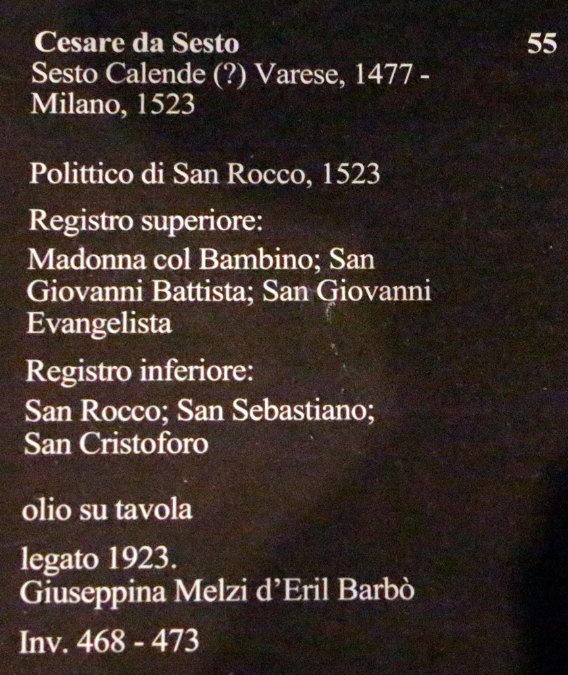 Cesare da Sesto 55
Sesto Calende (?) Varese, 1477 -
Milano, 1523
Polittico di San Rocco, 1523
Registro superiore:
Madonna col Bambino; San
Giovanni Battista; San Giovanni
Evangelista
Registro inferiore:
San Rocco; San Sebastiano;
San Cristoforo
olio su tavola
legato 1923.
Giuseppina Melzi d'Eril Barbò
Inv. 468 - 473